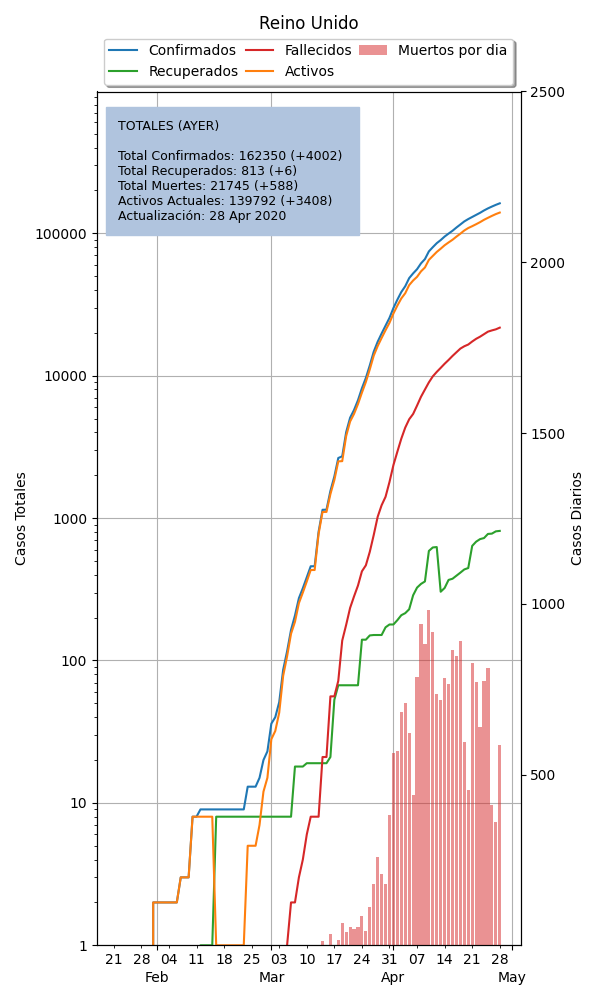 Reino Unido
Confirmados
Recuperados
Fallecidos
Activos
Muertos por dia
TOTALES (AYER)
Total Confirmados: 162350 (+4002)
Total Recuperados: 813 (+6)
Total Muertes: 21745 (+588)
Activos Actuales: 139792 (+3408)
Actualización: 28 Apr 2020
Casos Totales
100000
10000
1000
100
10
1
2500
2000
1500
1000
500
Casos Diarios
21 28 04 11 18 25 03 10 17 24 31 07 14 21 28
Feb Mar Apr May